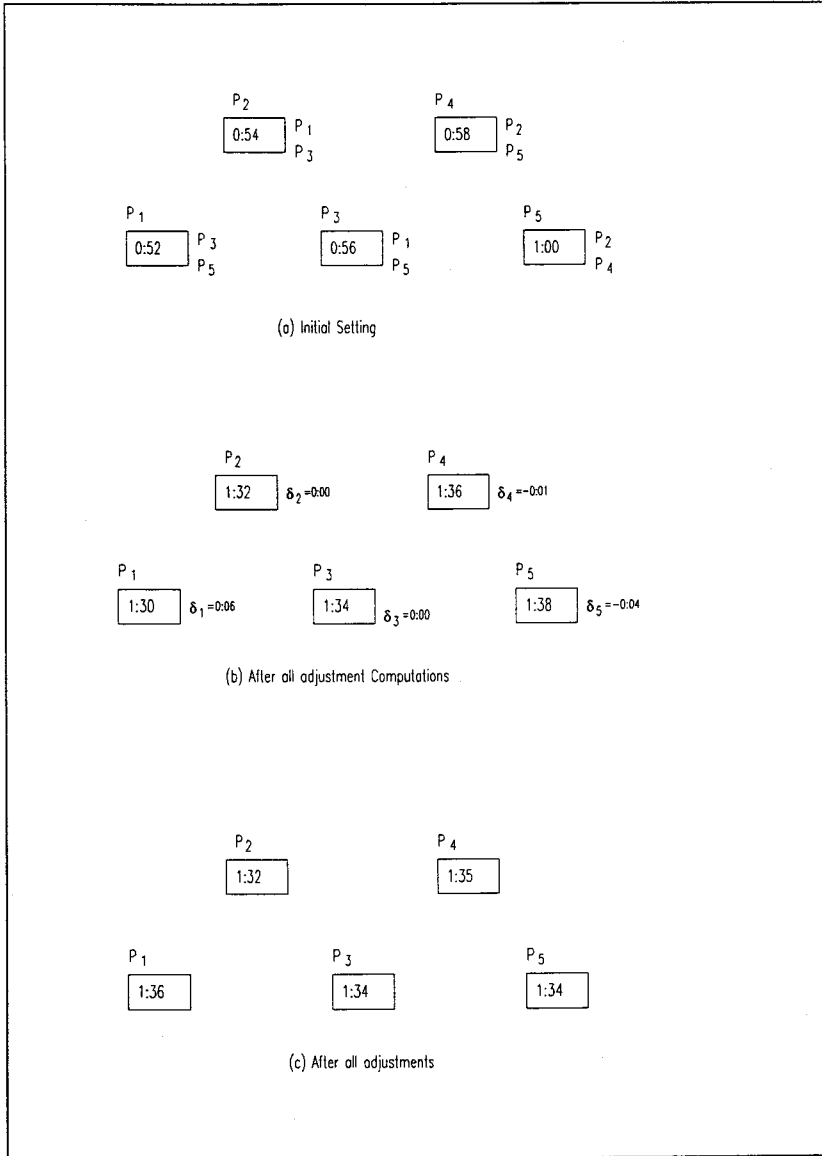 P2 P4
0:54 P1 0:58 P2
P3 P5
P1 P3 P5
0:52 P3 0:56 P1 1:00 P2
P5 P5 P4
(a) Initial Setting
P2 P4
1:32 δ2=0:00 1:36 δ4=-0:01
P1 P3 P5
1:30 δ1=0:06 1:34 δ3=0:00 1:38 δ5=-0:04
(b) After all adjustment Computations
P2 P4
1:32 1:35
P1 P3 P5
1:36 1:34 1:34
(c) After all adjustments